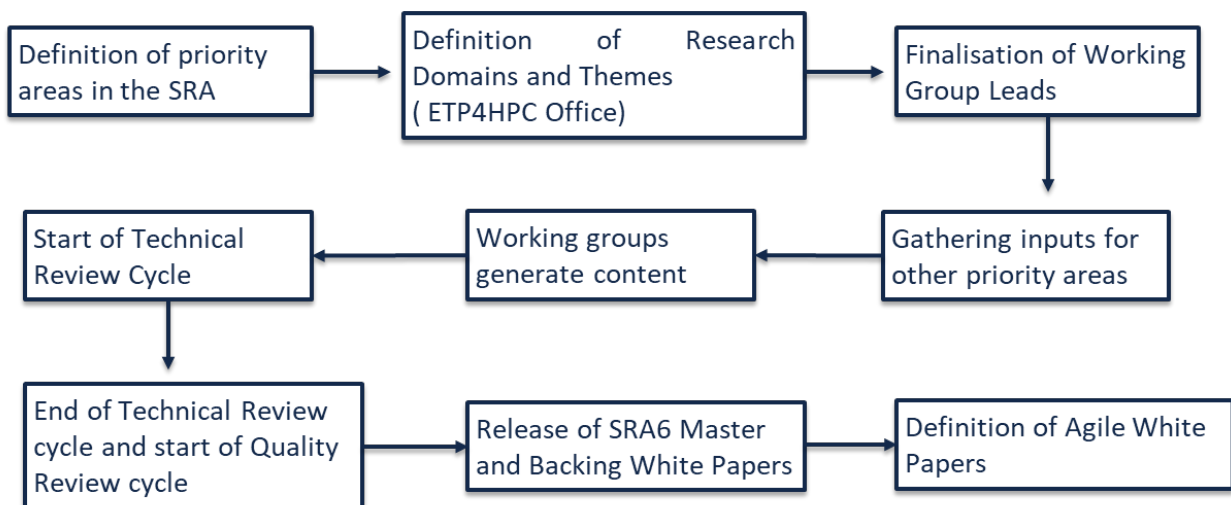 Definition of priority
areas in the SRA
Definition of Research
Domains and Themes
( ETP4HPC Office)
Finalisation of Working
Group Leads
Gathering inputs for
other priority areas
Working groups
generate content
Start of Technical
Review Cycle
End of Technical Review
cycle and start of Quality
Review cycle
Release of SRA6 Master
and Backing White Papers
Definition of Agile White
Papers